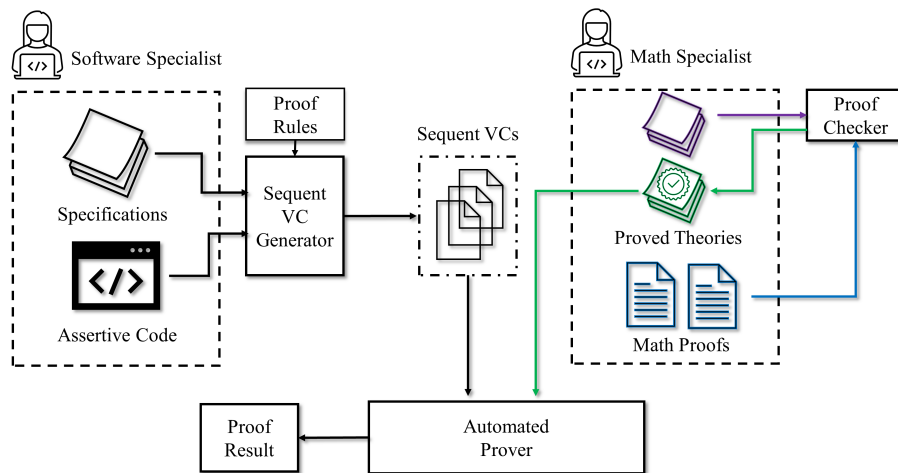 Software Specialist
Math Specialist
Proof
Rules
Proof
Checker
Sequent VCs
Specifications
Sequent
VC
Generator
Proved Theories
</>
Assertive Code
Math Proofs
Proof
Result
Automated
Prover